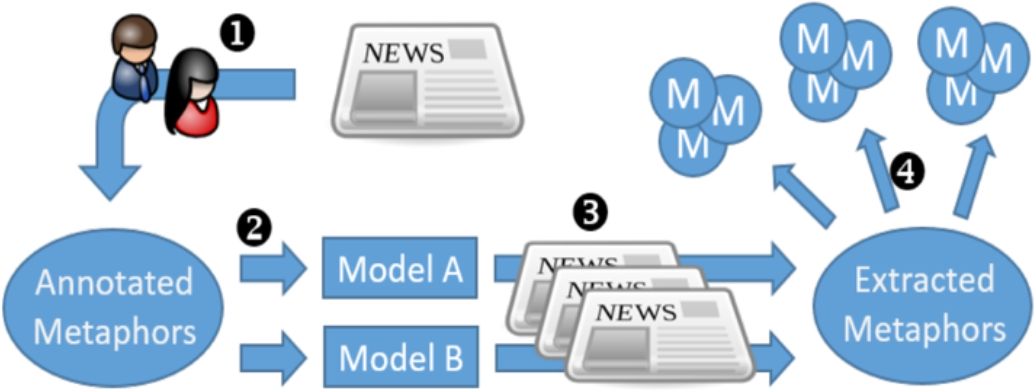 ❶
NEWS
M
M
M
M
M
M
M
M
M
❹
❷
❸
Annotated
Metaphors
Model A
Model B
NEWS
NEWS
NEWS
Extracted
Metaphors